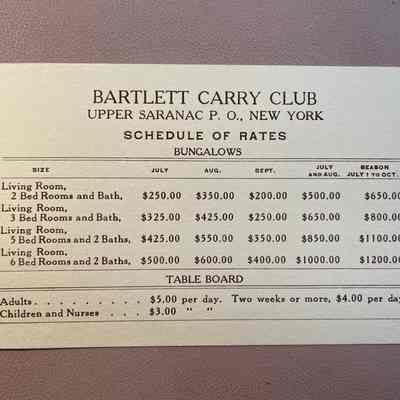 BARTLETT CARRY CLUB
UPPER SARANAC P. O., NEW YORK
SCHEDULE OF RATES
BUNGALOWS
SIZE JULY AUG. SEPT. JULY AND AUG. SEASON JULY 1 TO OCT.
Living Room,
2 Bed Rooms and Bath, $250.00 $350.00 $200.00 $500.00 $650.00
Living Room,
3 Bed Rooms and Bath, $325.00 $425.00 $250.00 $650.00 $800.00
Living Room,
5 Bed Rooms and 2 Baths, $425.00 $550.00 $350.00 $850.00 $1100.00
Living Room,
6 Bed Rooms and 2 Baths, $500.00 $600.00 $400.00 $1000.00 $1200.00
TABLE BOARD
Adults . . . . . . . . . $5.00 per day. Two weeks or more, $4.00 per day
Children and Nurses . . . $3.00 " "